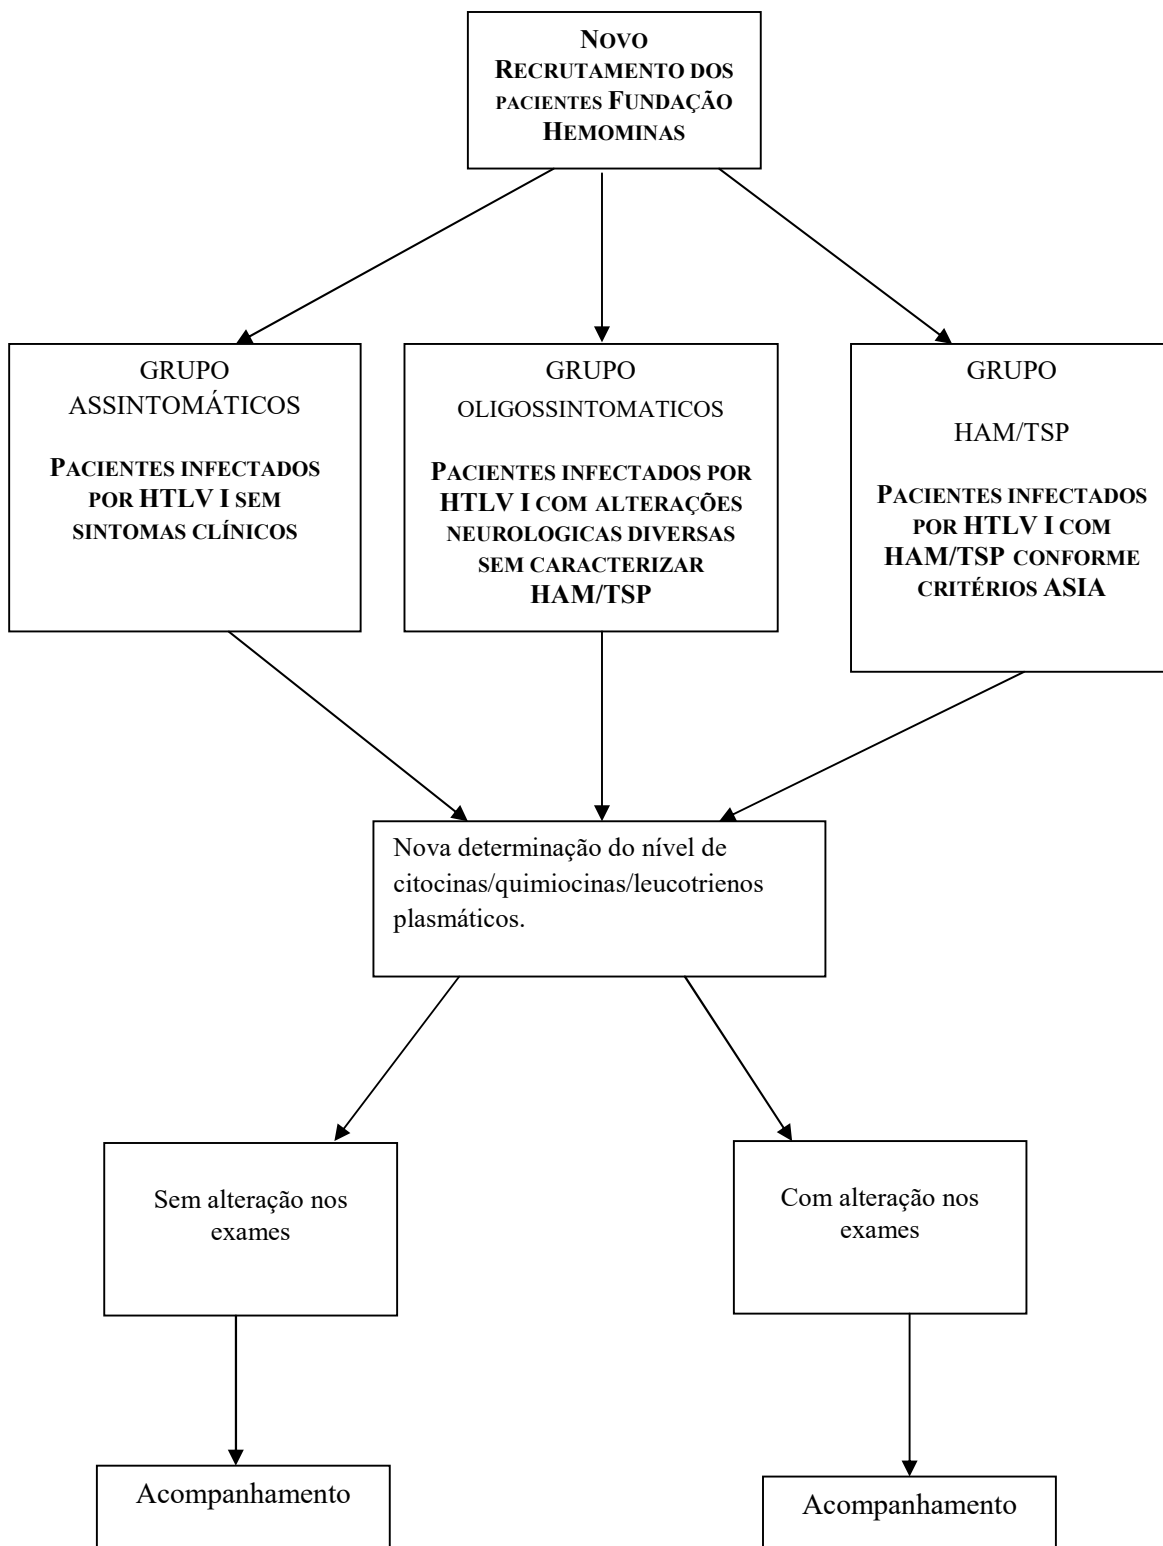 NOVO
RECRUTAMENTO DOS
PACIENTES FUNDAÇÃO
HEMOMINAS
GRUPO
ASSINTOMÁTICOS
PACIENTES INFECTADOS
POR HTLV I SEM
SINTOMAS CLÍNICOS
GRUPO
OLIGOSSINTOMATICOS
PACIENTES INFECTADOS POR
HTLV I COM ALTERAÇÕES
NEUROLOGICAS DIVERSAS
SEM CARACTERIZAR
HAM/TSP
GRUPO
HAM/TSP
PACIENTES INFECTADOS
POR HTLV I COM
HAM/TSP CONFORME
CRITÉRIOS ASIA
Nova determinação do nível de
citocinas/quimiocinas/leucotrienos
plasmáticos.
Sem alteração nos
exames
Com alteração nos
exames
Acompanhamento
Acompanhamento